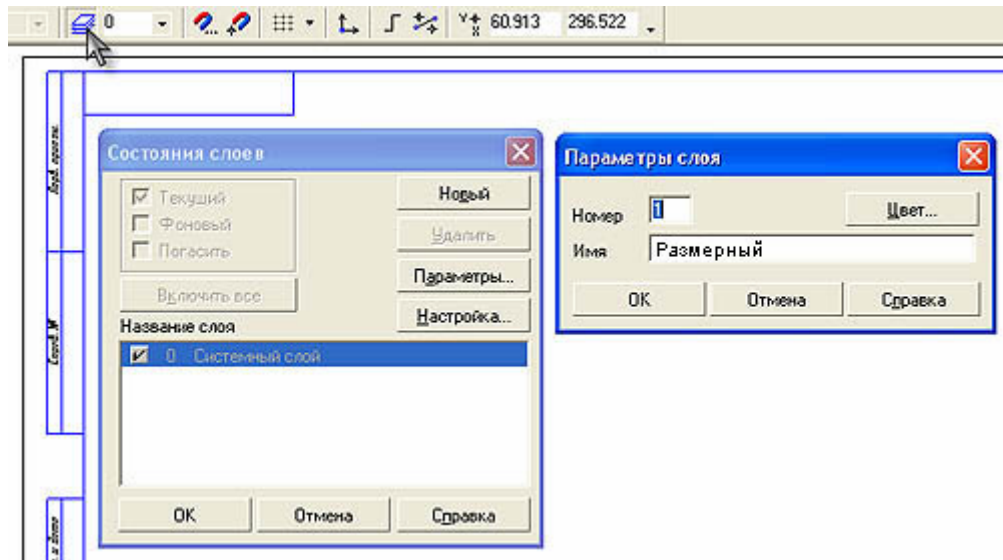 0 60.913 296.522
Состояния слоев
Текущий
Фоновый
Погасить
Включить все
Новый
Удалить
Параметры...
Настройка...
Название слоя
0 Системный слой
OK Отмена Справка
Параметры слоя
Номер 1 Цвет...
Имя Размерный
OK Отмена Справка